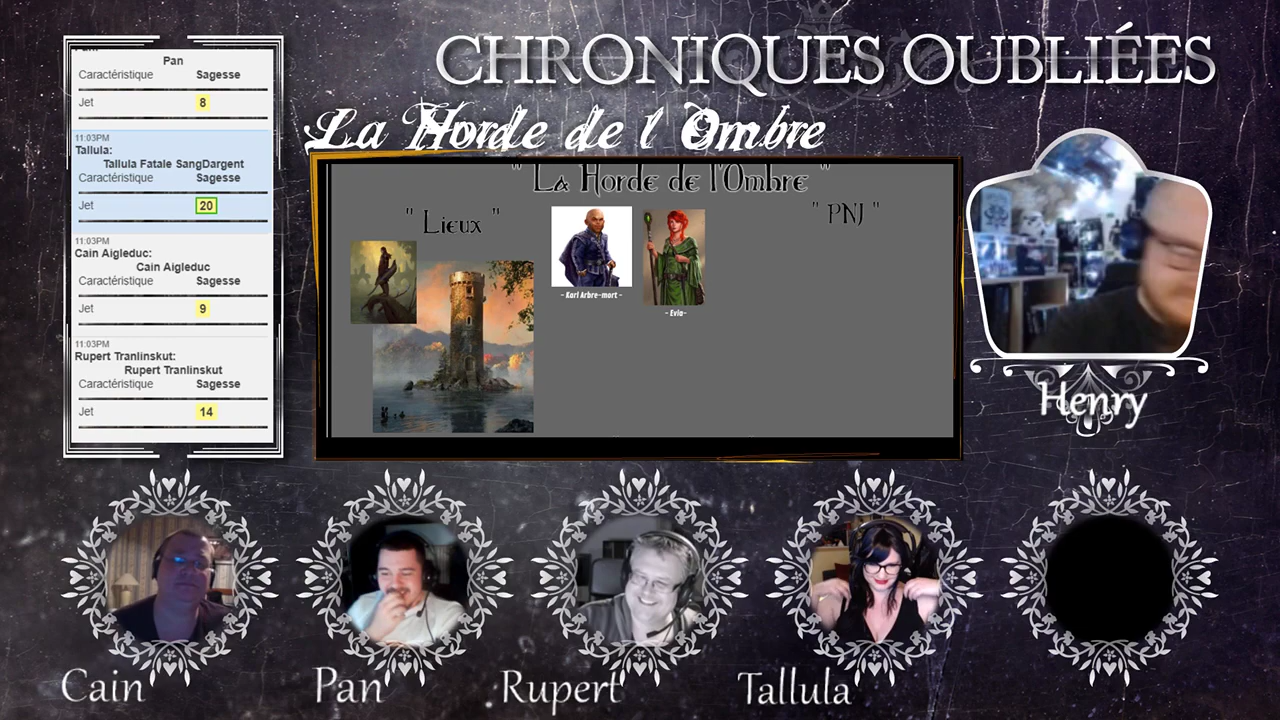 CHRONIQUES OUBLIÉES
La Horde de l Ombre
Pan
Caractéristique Sagesse
Jet 8
11:03PM
Tallula:
Tallula Fatale SangDargent
Caractéristique Sagesse
Jet 20
11:03PM
Cain Aigleduc:
Cain Aigleduc
Caractéristique Sagesse
Jet 9
11:03PM
Rupert Tranlinskut:
Rupert Tranlinskut
Caractéristique Sagesse
Jet 14
" La Horde de l'Ombre "
" Lieux "
" PNJ "
- Karl Arbre-mort -
- Evia-
Henry
Cain
Pan
Rupert
Tallula